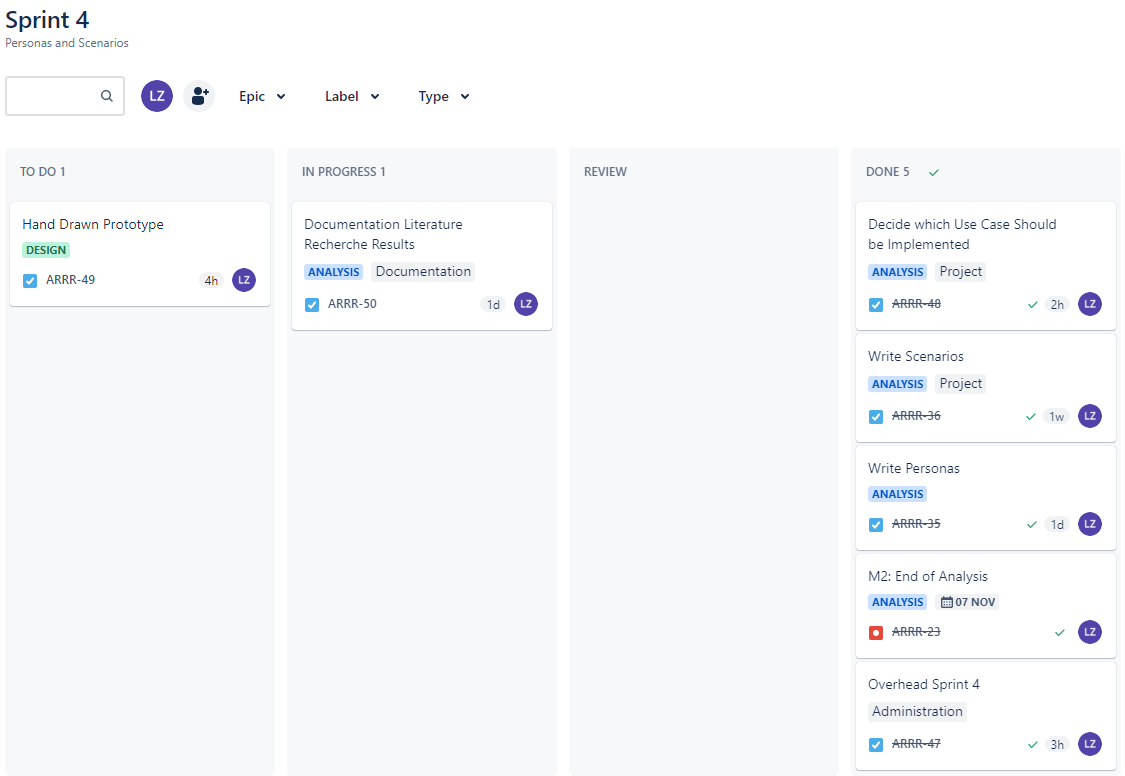 Sprint 4
Personas and Scenarios
LZ
Epic
Label
Type
TO DO 1
Hand Drawn Prototype
DESIGN
ARRR-49
4h
LZ
IN PROGRESS 1
Documentation Literature
Recherche Results
ANALYSIS Documentation
ARRR-50
1d
LZ
REVIEW
DONE 5
Decide which Use Case Should
be Implemented
ANALYSIS Project
ARRR-48
2h
LZ
Write Scenarios
ANALYSIS Project
ARRR-36
1w
LZ
Write Personas
ANALYSIS
ARRR-35
1d
LZ
M2: End of Analysis
ANALYSIS 07 NOV
ARRR-23
LZ
Overhead Sprint 4
Administration
ARRR-47
3h
LZ